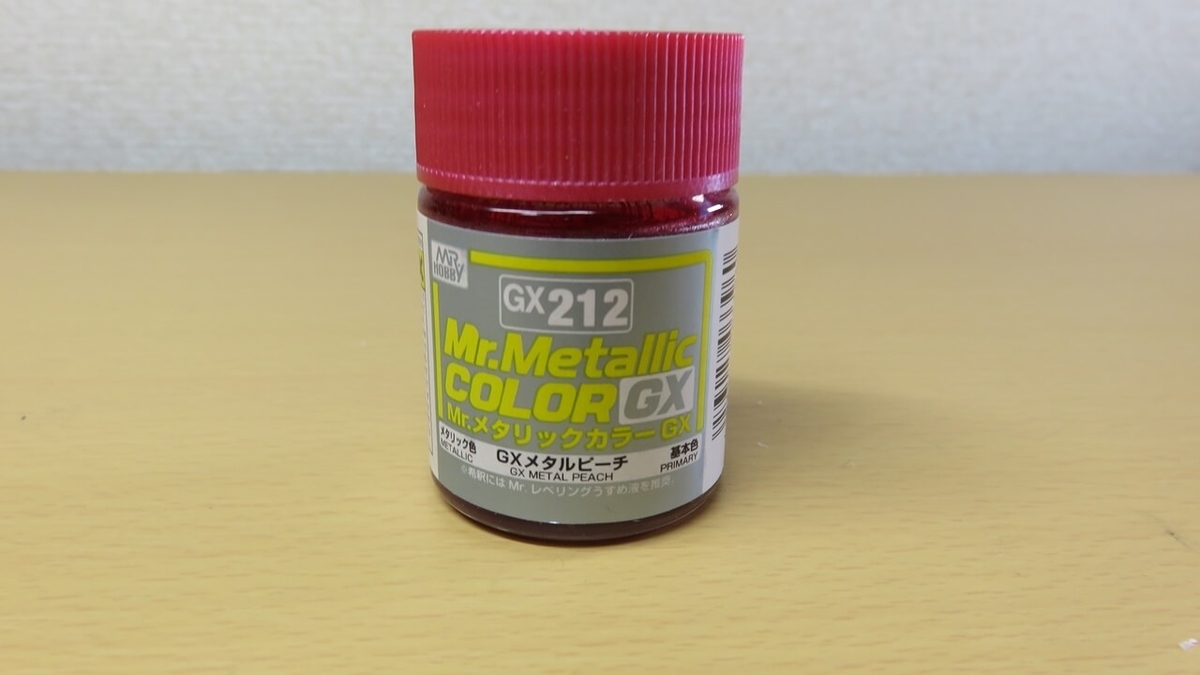 MR HOBBY
GX212
Mr.Metallic
COLOR GX
Mr.メタリックカラー GX
メタリック色
METALLIC
GXメタルピーチ
GX METAL PEACH
基本色
PRIMARY
※希釈には Mr. レベリングうすめ液を推奨